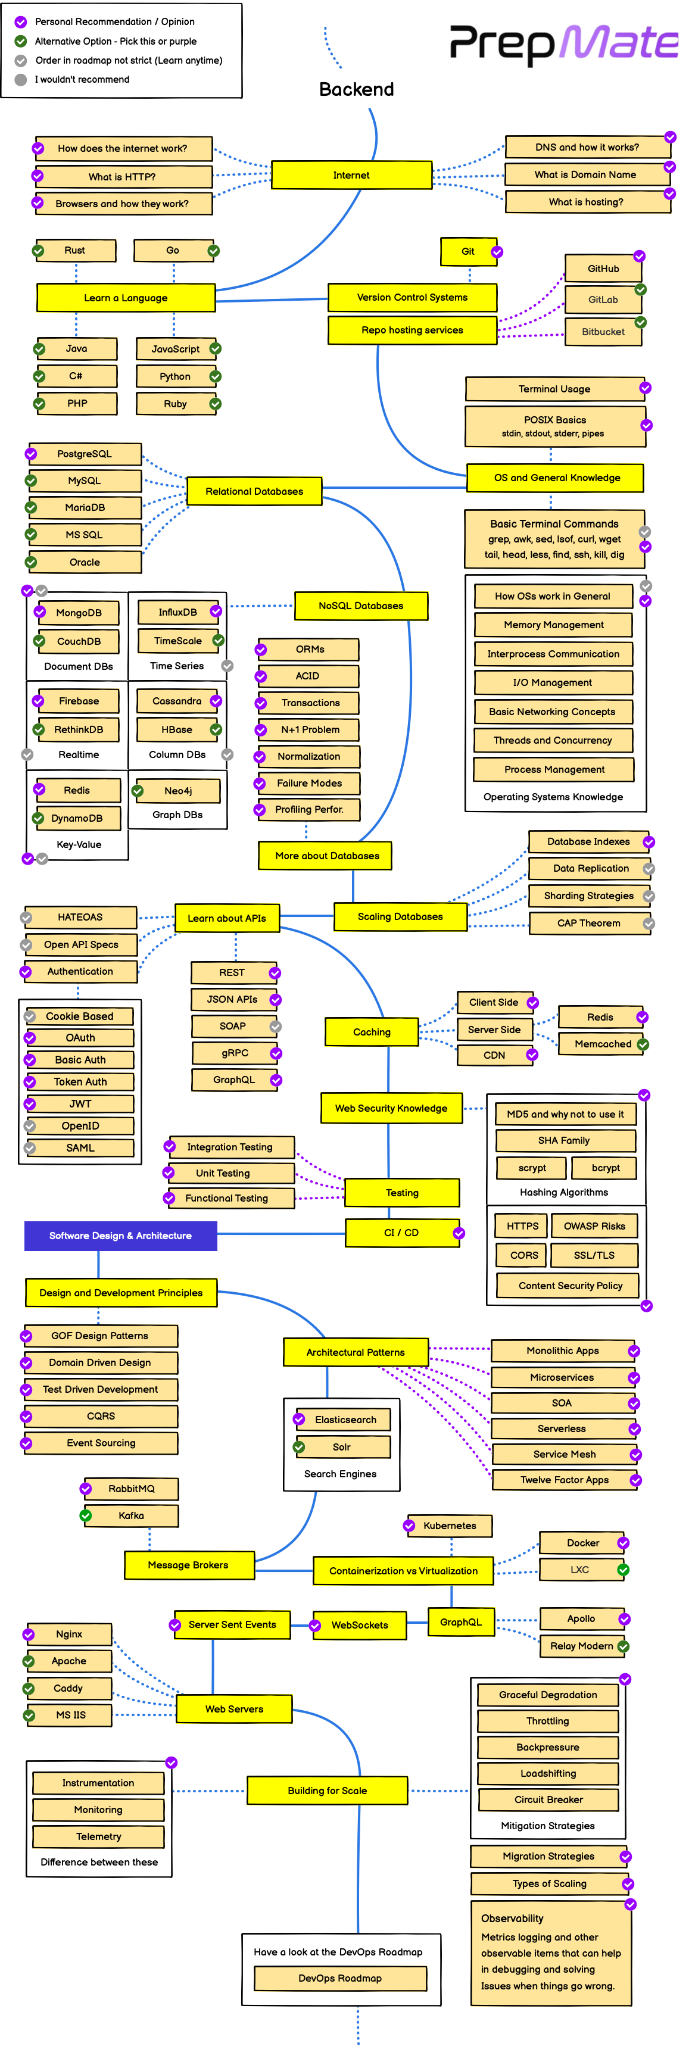 Personal Recommendation / Opinion
Alternative Option - Pick this or purple
Order in roadmap not strict (Learn anytime)
I wouldn't recommend
PrepMate
Backend
How does the internet work?
What is HTTP?
Browsers and how they work?
Internet
DNS and how it works?
What is Domain Name
What is hosting?
Rust
Go
Learn a Language
Java
JavaScript
C#
Python
PHP
Ruby
Git
Version Control Systems
Repo hosting services
GitHub
GitLab
Bitbucket
Terminal Usage
POSIX Basics
stdin, stdout, stderr, pipes
OS and General Knowledge
Basic Terminal Commands
grep, awk, sed, lsof, curl, wget
tail, head, less, find, ssh, kill, dig
How OSs work in General
Memory Management
Interprocess Communication
I/O Management
Basic Networking Concepts
Threads and Concurrency
Process Management
Operating Systems Knowledge
PostgreSQL
MySQL
MariaDB
MS SQL
Oracle
Relational Databases
NoSQL Databases
MongoDB
CouchDB
Document DBs
InfluxDB
TimeScale
Time Series
Firebase
RethinkDB
Realtime
Cassandra
HBase
Column DBs
Redis
DynamoDB
Key-Value
Neo4j
Graph DBs
ORMs
ACID
Transactions
N+1 Problem
Normalization
Failure Modes
Profiling Perfor.
More about Databases
Database Indexes
Data Replication
Sharding Strategies
CAP Theorem
Scaling Databases
Learn about APIs
HATEOAS
Open API Specs
Authentication
Cookie Based
OAuth
Basic Auth
Token Auth
JWT
OpenID
SAML
REST
JSON APIs
SOAP
gRPC
GraphQL
Caching
Client Side
Server Side
CDN
Redis
Memcached
Web Security Knowledge
MD5 and why not to use it
SHA Family
scrypt
bcrypt
Hashing Algorithms
HTTPS
OWASP Risks
CORS
SSL/TLS
Content Security Policy
Integration Testing
Unit Testing
Functional Testing
Testing
CI / CD
Software Design & Architecture
Design and Development Principles
GOF Design Patterns
Domain Driven Design
Test Driven Development
CQRS
Event Sourcing
Architectural Patterns
Monolithic Apps
Microservices
SOA
Serverless
Service Mesh
Twelve Factor Apps
Elasticsearch
Solr
Search Engines
RabbitMQ
Kafka
Message Brokers
Kubernetes
Containerization vs Virtualization
Docker
LXC
Server Sent Events
WebSockets
GraphQL
Apollo
Relay Modern
Nginx
Apache
Caddy
MS IIS
Web Servers
Graceful Degradation
Throttling
Backpressure
Loadshifting
Circuit Breaker
Mitigation Strategies
Instrumentation
Monitoring
Telemetry
Difference between these
Building for Scale
Migration Strategies
Types of Scaling
Observability
Metrics logging and other
observable items that can help
in debugging and solving
Issues when things go wrong.
Have a look at the DevOps Roadmap
DevOps Roadmap